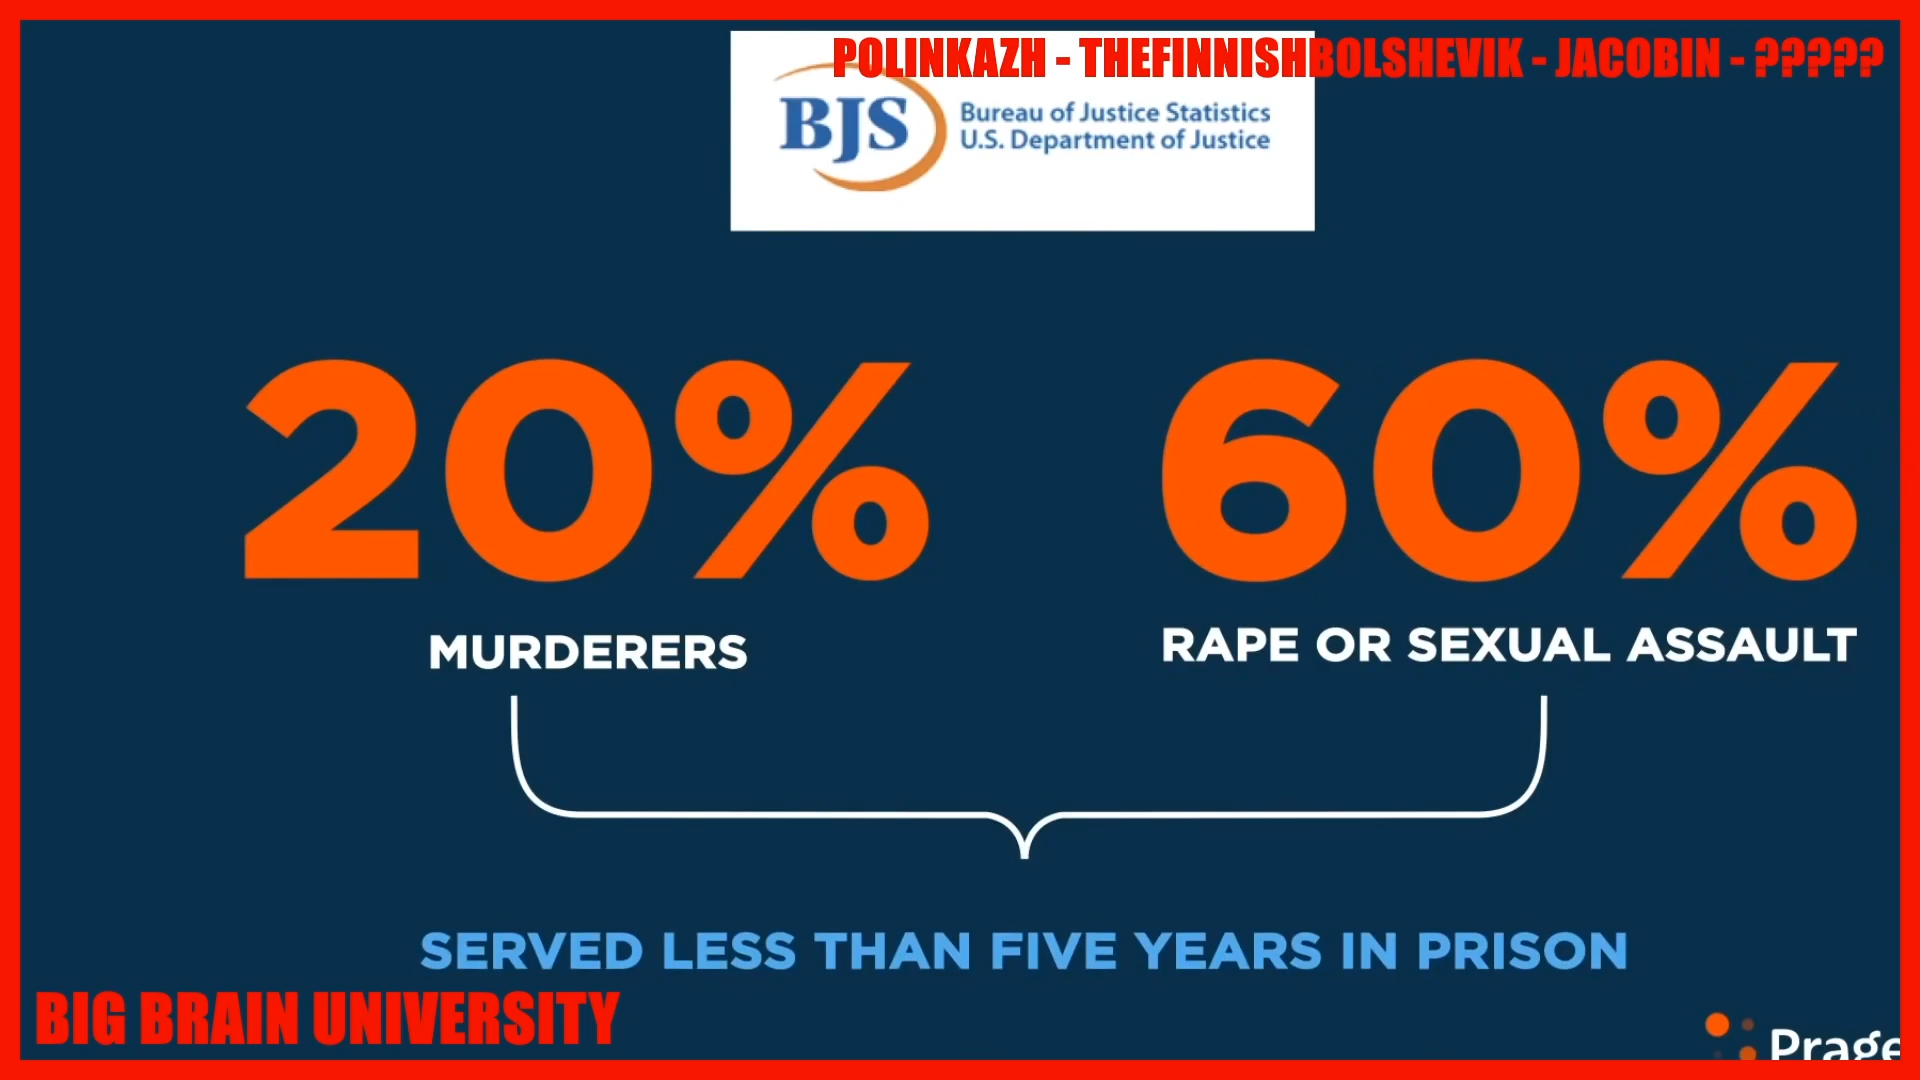 POLINKAZH - THEFINNISHBOLSHEVIK - JACOBIN - ?????
BJS
Bureau of Justice Statistics
U.S. Department of Justice
20% 60%
MURDERERS RAPE OR SEXUAL ASSAULT
SERVED LESS THAN FIVE YEARS IN PRISON
BIG BRAIN UNIVERSITY
Prage